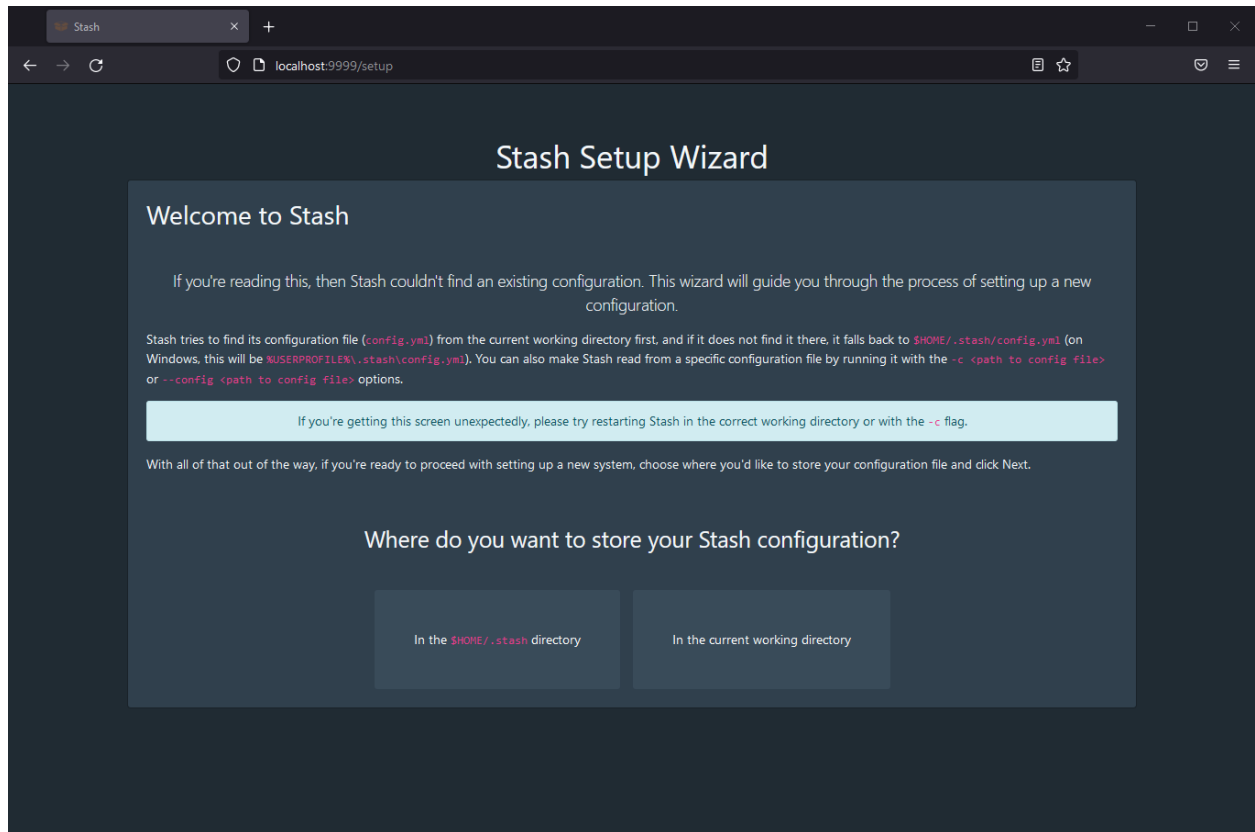 Stash
localhost:9999/setup
Stash Setup Wizard
Welcome to Stash
If you're reading this, then Stash couldn't find an existing configuration. This wizard will guide you through the process of setting up a new
configuration.
Stash tries to find its configuration file (config.yml) from the current working directory first, and if it does not find it there, it falls back to $HOME/.stash/config.yml (on
Windows, this will be %USERPROFILE%\.stash\config.yml). You can also make Stash read from a specific configuration file by running it with the -c <path to config file>
or --config <path to config file> options.
If you're getting this screen unexpectedly, please try restarting Stash in the correct working directory or with the -c flag.
With all of that out of the way, if you're ready to proceed with setting up a new system, choose where you'd like to store your configuration file and click Next.
Where do you want to store your Stash configuration?
In the $HOME/.stash directory
In the current working directory